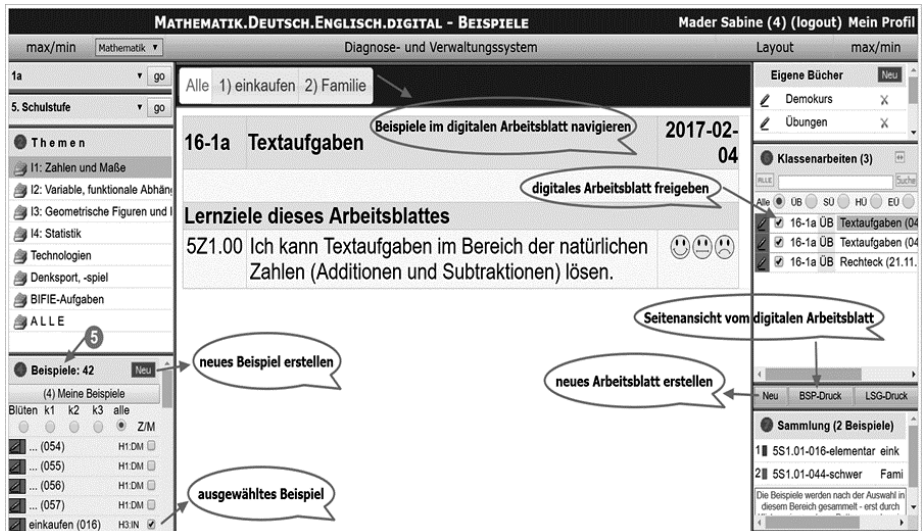 MATHEMATIK.DEUTSCH.ENGLISCH.DIGITAL - BEISPIELE
Mader Sabine (4) (logout) Mein Profil
max/min
Mathematik
Diagnose- und Verwaltungssystem
Layout
max/min
1a
go
5. Schulstufe
go
Themen
I1: Zahlen und Maße
I2: Variable, funktionale Abhän
I3: Geometrische Figuren und
I4: Statistik
Technologien
Denksport, -spiel
BIFIE-Aufgaben
ALLE
5
4 Beispiele: 42
Neu
(4) Meine Beispiele
Blüten k1 k2 k3 alle
Z/M
... (054) H1:DM
... (055) H1:DM
... (056) H1:DM
... (057) H1:DM
einkaufen (016) H3:IN
Alle 1) einkaufen 2) Familie
Beispiele im digitalen Arbeitsblatt navigieren
16-1a Textaufgaben 2017-02-
04
digitales Arbeitsblatt freigeben
Lernziele dieses Arbeitsblattes
5Z1.00 Ich kann Textaufgaben im Bereich der natürlichen
Zahlen (Additionen und Subtraktionen) lösen.
Seitenansicht vom digitalen Arbeitsblatt
neues Beispiel erstellen
neues Arbeitsblatt erstellen
ausgewähltes Beispiel
Eigene Bücher
Neu
Demokurs
Übungen
6 Klassenarbeiten (3)
ALLE
Suche
Alle ÜB SÜ HÜ EÜ
16-1a ÜB Textaufgaben (04
16-1a ÜB Textaufgaben (04
16-1a ÜB Rechteck (21.11.
Neu BSP-Druck LSG-Druck
7 Sammlung (2 Beispiele)
1 5S1.01-016-elementar eink
2 5S1.01-044-schwer Fami
Die Beispiele werden nach der Auswahl in
diesem Bereich gesammelt - erst durch